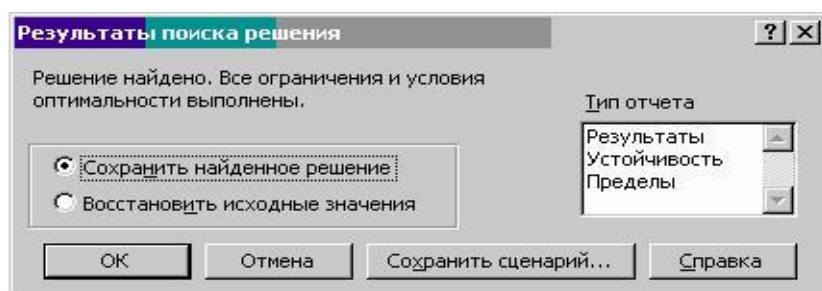 Результаты поиска решения
Решение найдено. Все ограничения и условия
оптимальности выполнены.
Тип отчета
Результаты
Устойчивость
Пределы
Сохранить найденное решение
Восстановить исходные значения
ОК
Отмена
Сохранить сценарий...
Справка